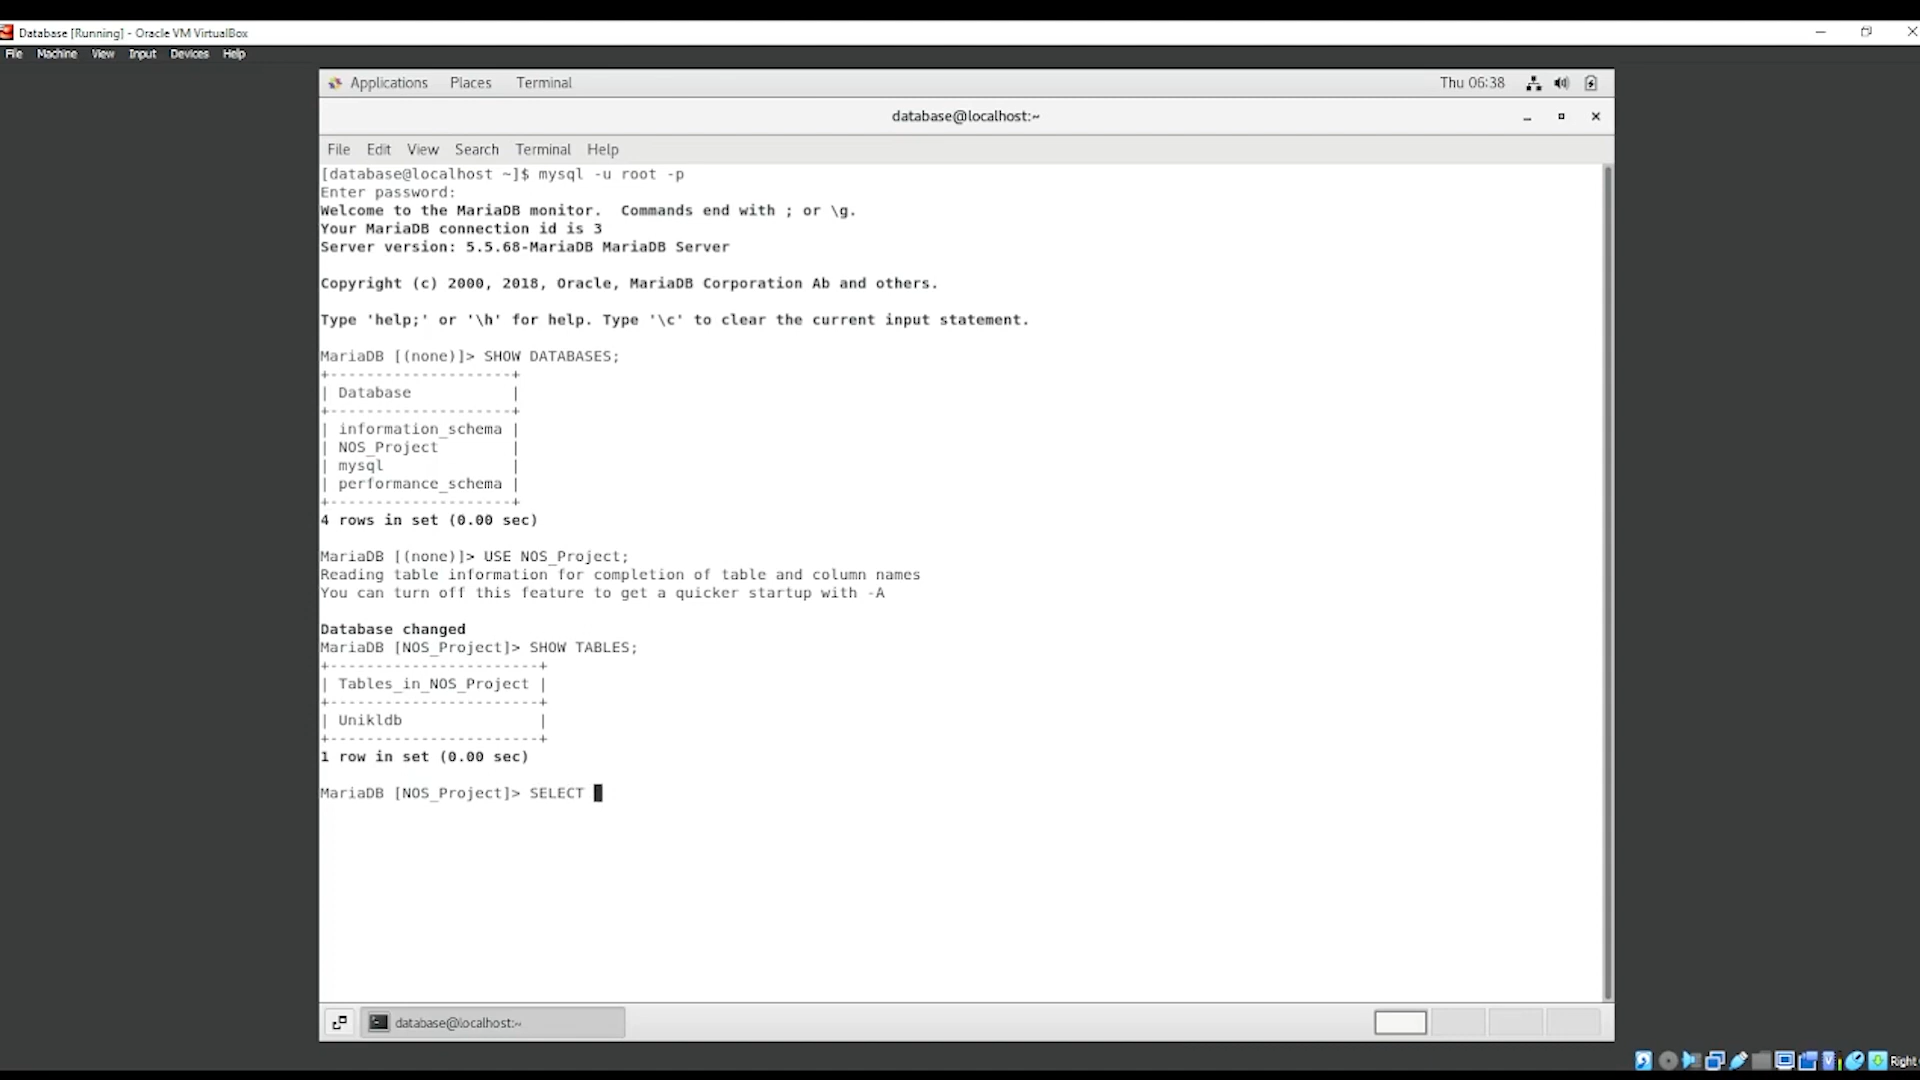 Database [Running] - Oracle VM VirtualBox
File Machine View Input Devices Help
Applications Places Terminal Thu 06:38
database@localhost:~
File Edit View Search Terminal Help
[database@localhost ~]$ mysql -u root -p
Enter password:
Welcome to the MariaDB monitor.  Commands end with ; or \g.
Your MariaDB connection id is 3
Server version: 5.5.68-MariaDB MariaDB Server
Copyright (c) 2000, 2018, Oracle, MariaDB Corporation Ab and others.
Type 'help;' or '\h' for help. Type '\c' to clear the current input statement.
MariaDB [(none)]> SHOW DATABASES;
+--------------------+
| Database           |
+--------------------+
| information_schema |
| NOS_Project        |
| mysql              |
| performance_schema |
+--------------------+
4 rows in set (0.00 sec)
MariaDB [(none)]> USE NOS_Project;
Reading table information for completion of table and column names
You can turn off this feature to get a quicker startup with -A
Database changed
MariaDB [NOS_Project]> SHOW TABLES;
+-----------------------+
| Tables_in_NOS_Project |
+-----------------------+
| Unikldb               |
+-----------------------+
1 row in set (0.00 sec)
MariaDB [NOS_Project]> SELECT
database@localhost:~
Right